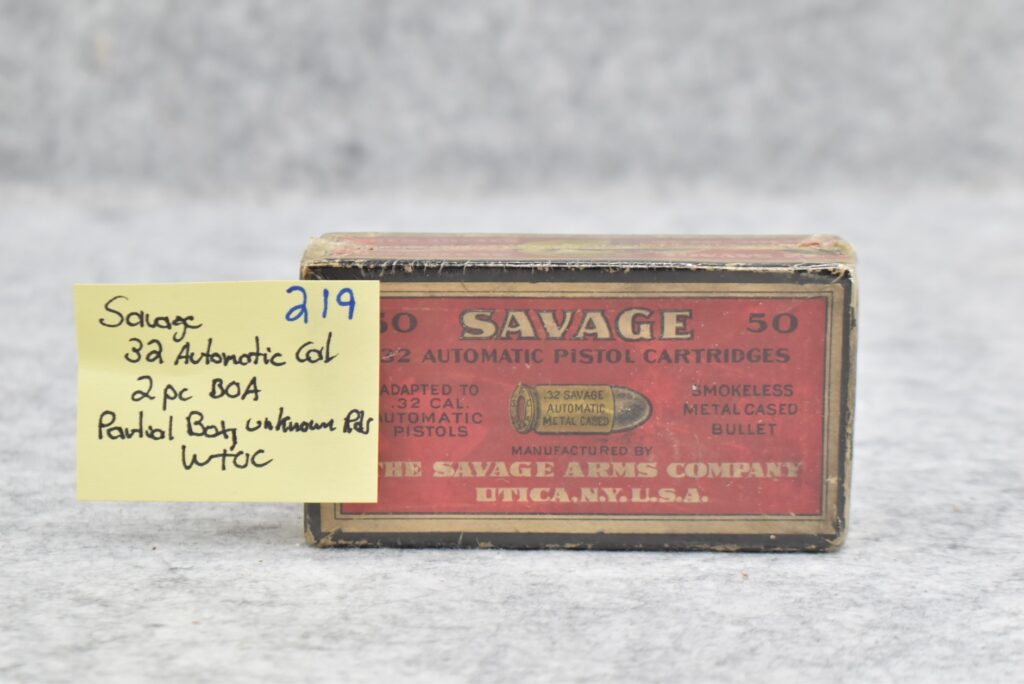 219
Savage
32 Automatic Col
2 pc BOA
Partial Box unknown Rds
50 SAVAGE 50
32 AUTOMATIC PISTOL CARTRIDGES
ADAPTED TO
.32 CAL.
AUTOMATIC
PISTOLS
.32 SAVAGE
AUTOMATIC
METAL CASED
SMOKELESS
METAL CASED
BULLET
MANUFACTURED BY
THE SAVAGE ARMS COMPANY
UTICA, N.Y. U.S.A.